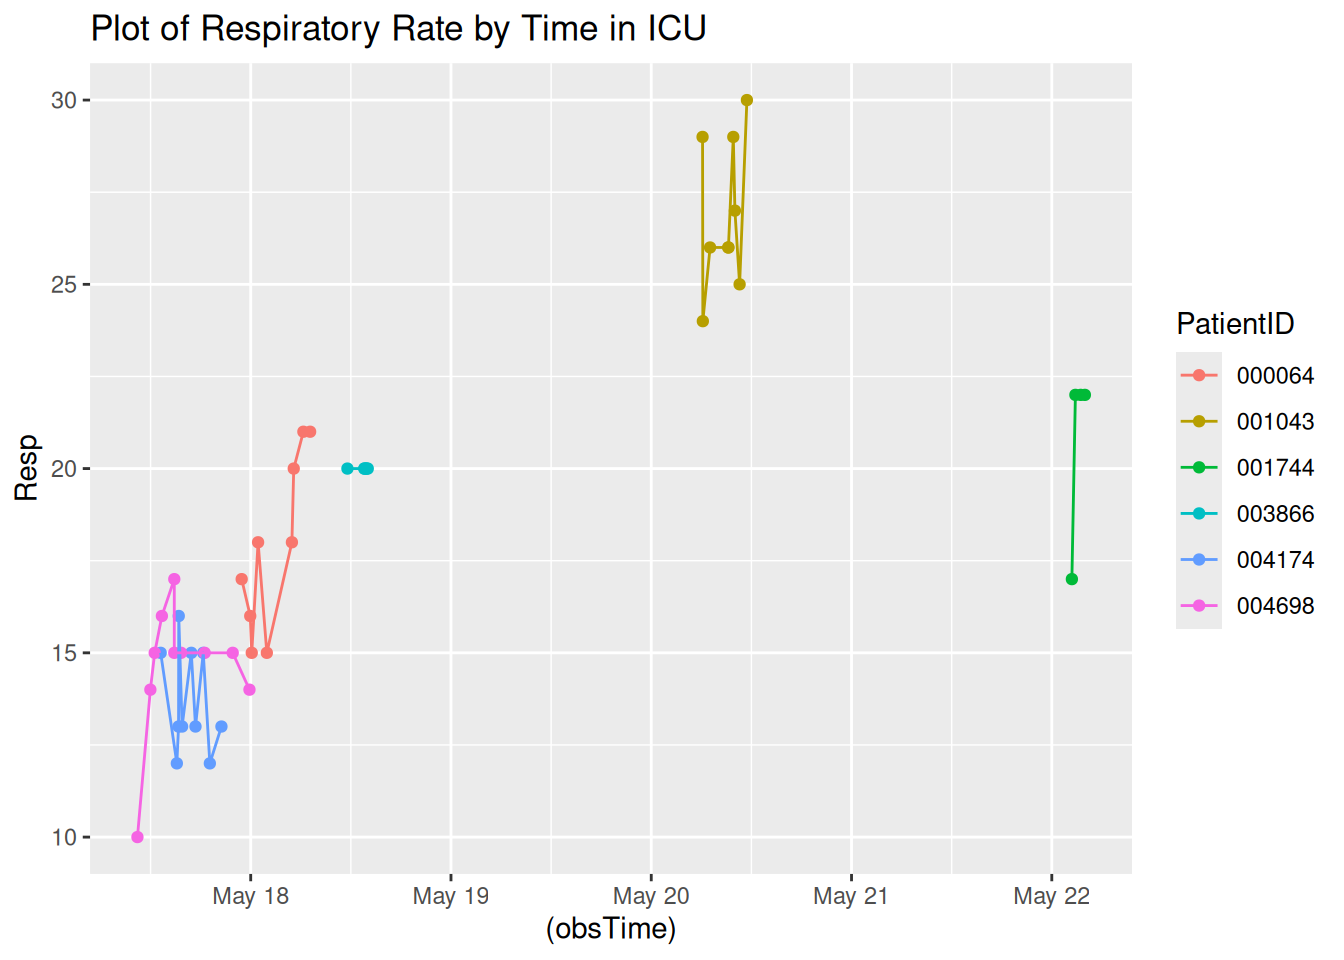 Plot of Respiratory Rate by Time in ICU
30
25
20
15
10
Resp
May 18 May 19 May 20 May 21 May 22
(obsTime)
PatientID
000064
001043
001744
003866
004174
004698